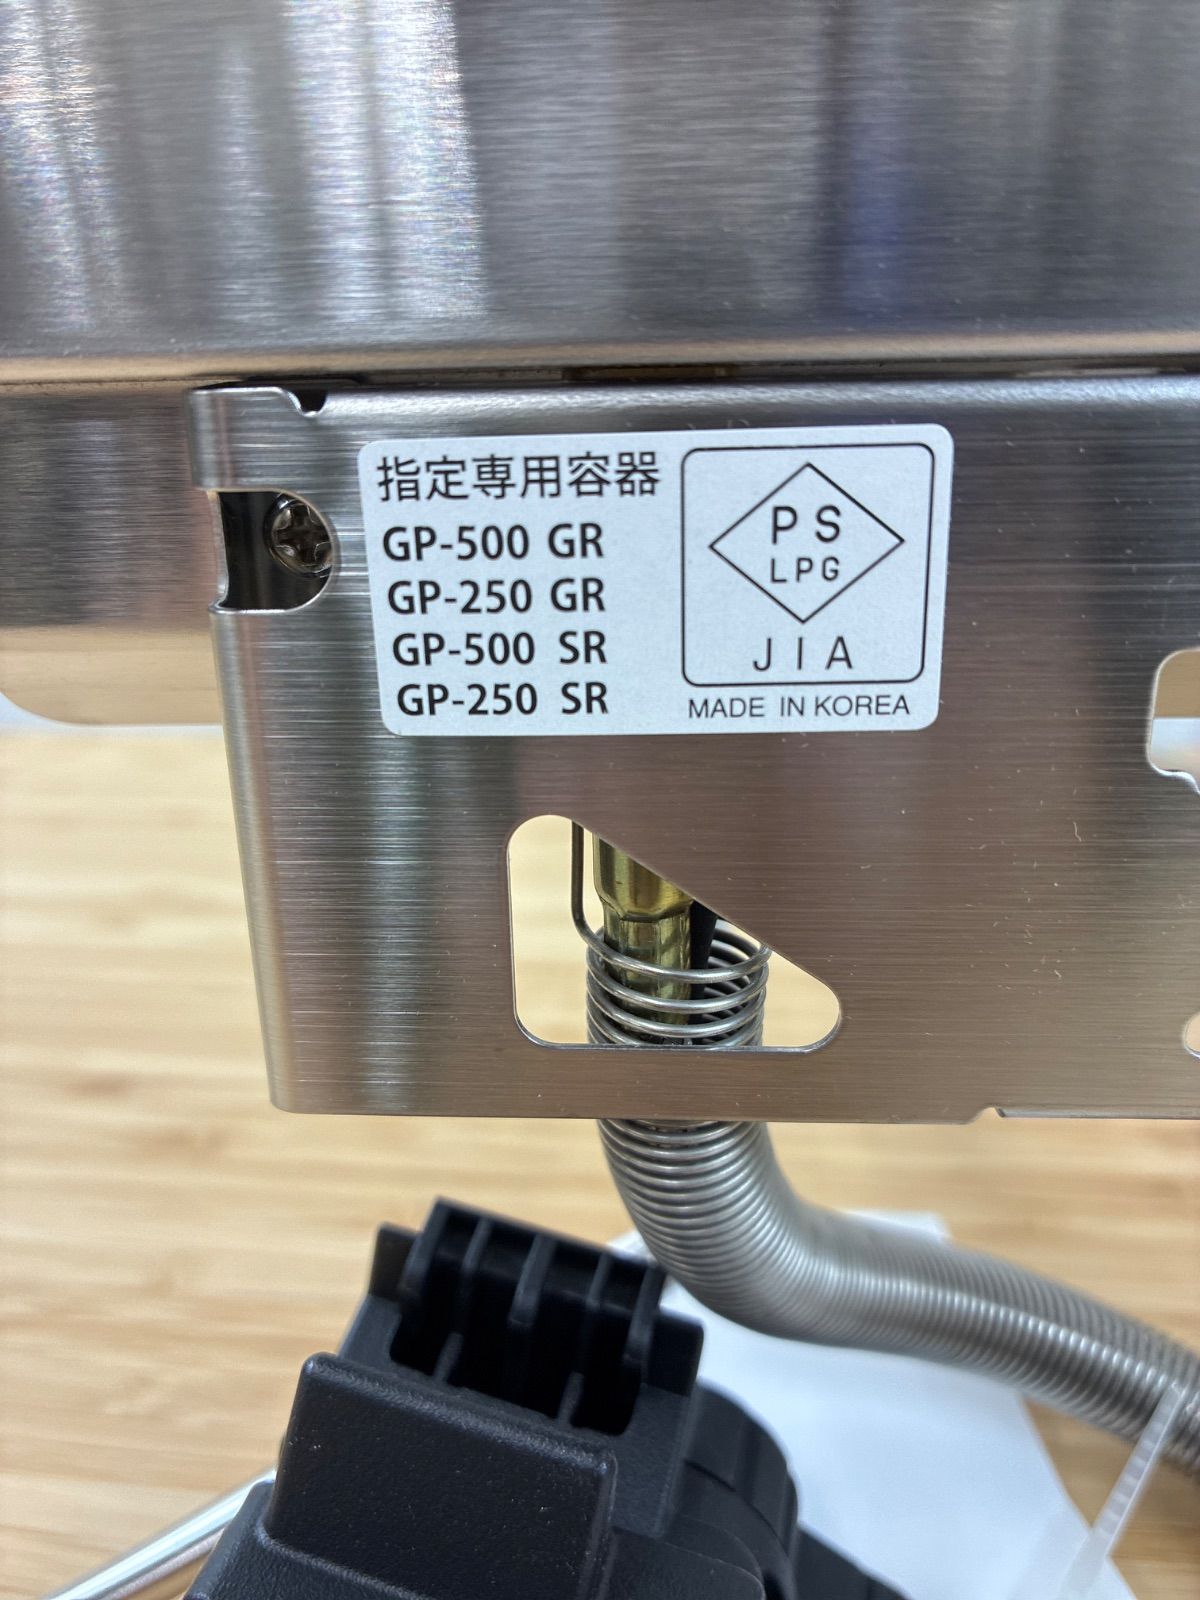 指定専用容器
GP-500 GR
GP-250 GR
GP-500 SR
GP-250 SR
PS
LPG
JIA
MADE IN KOREA